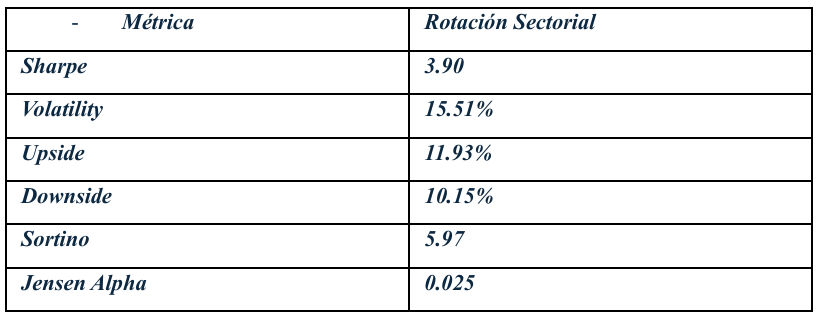 - Métrica Rotación Sectorial
Sharpe 3.90
Volatility 15.51%
Upside 11.93%
Downside 10.15%
Sortino 5.97
Jensen Alpha 0.025